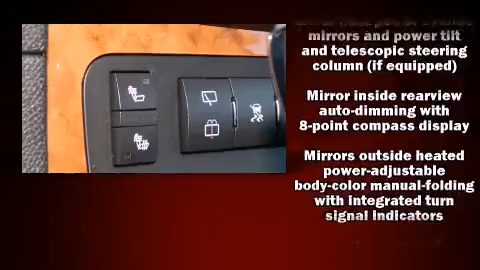 mirrors and power tilt
and telescopic steering
column (if equipped)
Mirror inside rearview
auto-dimming with
8-point compass display
Mirrors outside heated
power-adjustable
body-color manual-folding
with integrated turn
signal indicators